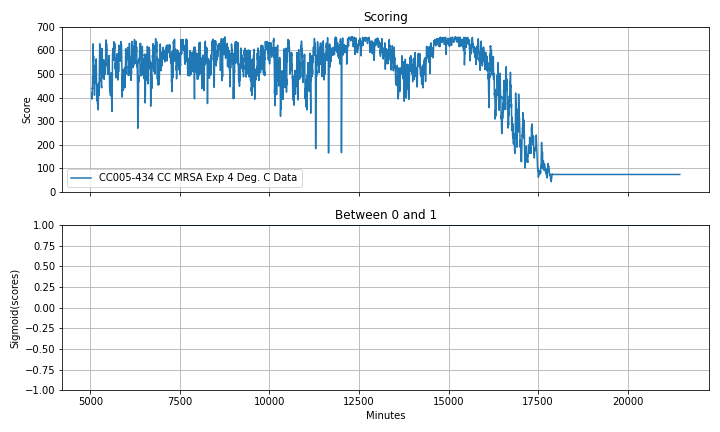 Scoring
700
600
500
400
300
200
100
0
Score
CC005-434 CC MRSA Exp 4 Deg. C Data
Between 0 and 1
1.00
0.75
0.50
0.25
0.00
−0.25
−0.50
−0.75
−1.00
Sigmoid(scores)
5000 7500 10000 12500 15000 17500 20000
Minutes